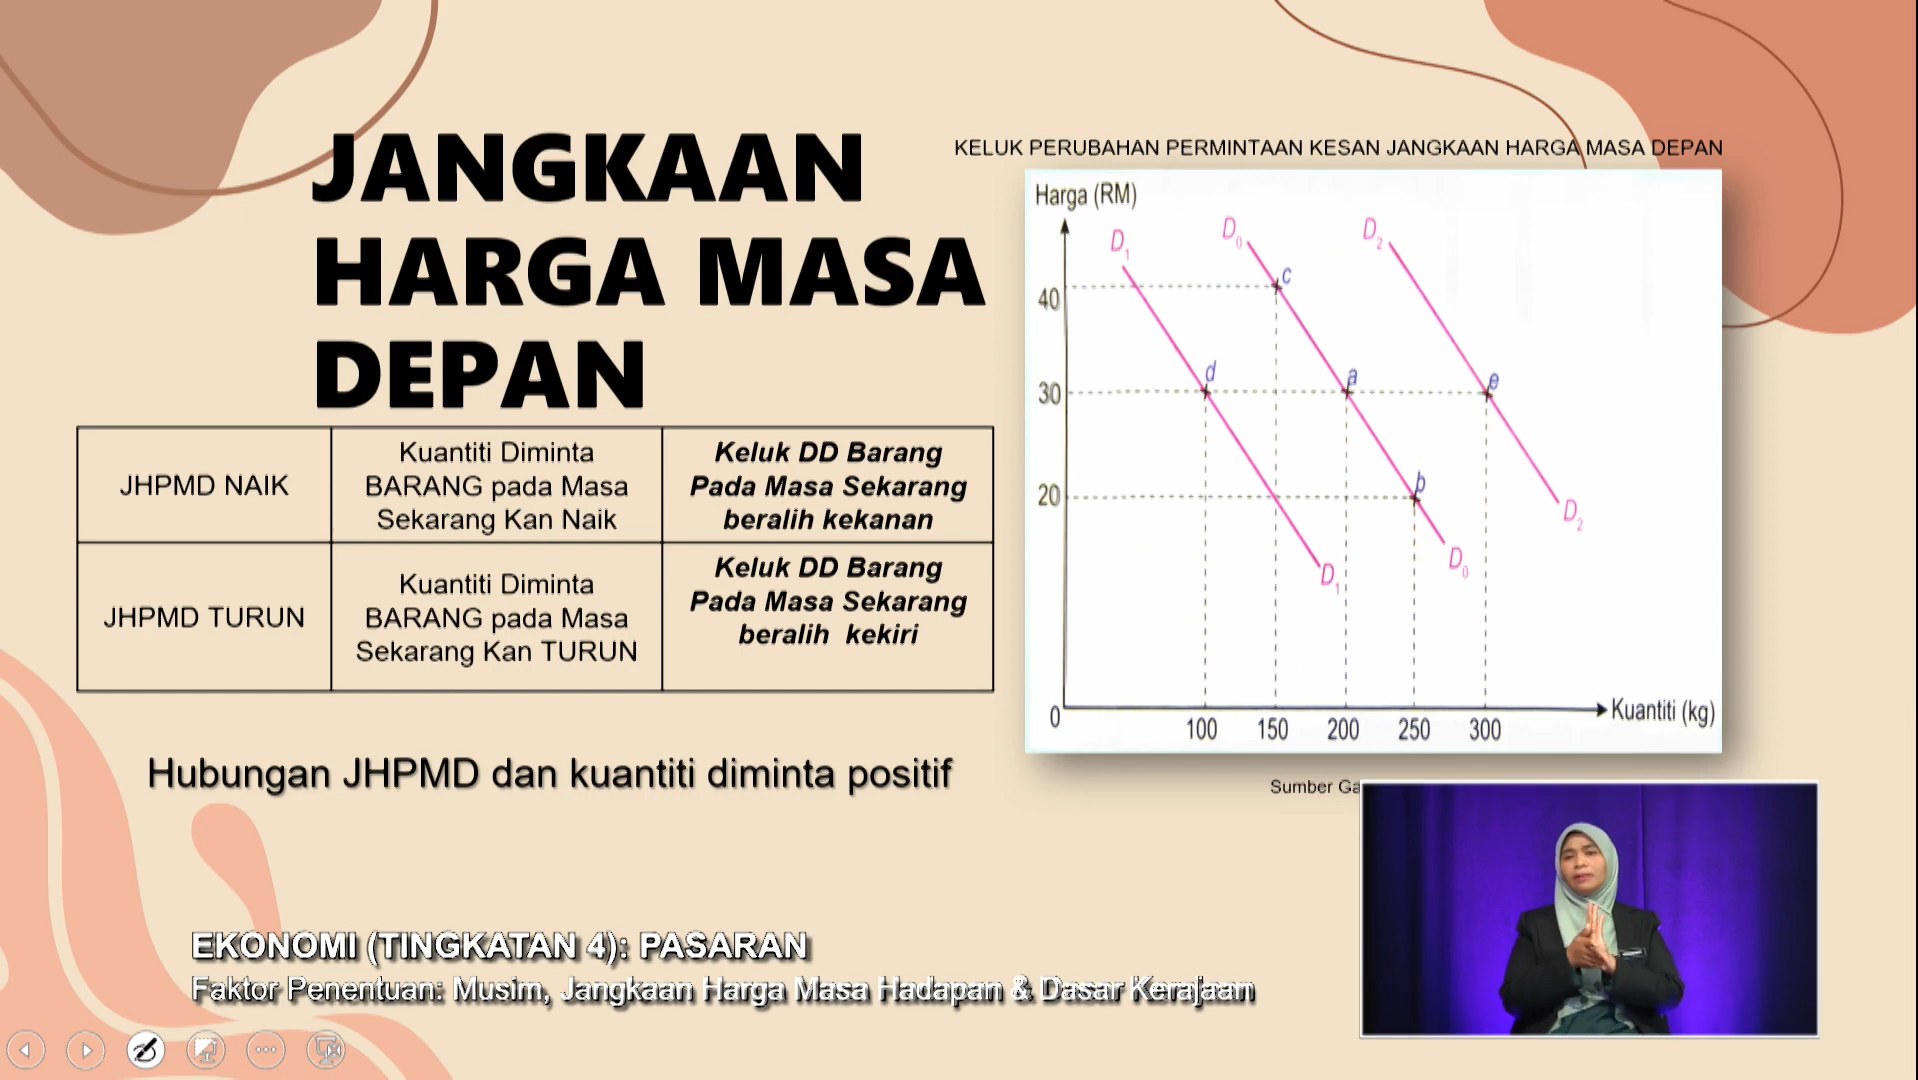 JANGKAAN
HARGA MASA
DEPAN
JHPMD NAIK
Kuantiti Diminta
BARANG pada Masa
Sekarang Kan Naik
Keluk DD Barang
Pada Masa Sekarang
beralih kekanan
JHPMD TURUN
Kuantiti Diminta
BARANG pada Masa
Sekarang Kan TURUN
Keluk DD Barang
Pada Masa Sekarang
beralih kekiri
Hubungan JHPMD dan kuantiti diminta positif
KELUK PERUBAHAN PERMINTAAN KESAN JANGKAAN HARGA MASA DEPAN
Harga (RM)
D1
D0
D2
c
40
d
a
e
30
b
20
D2
D0
D1
0
100 150 200 250 300
Kuantiti (kg)
Sumber
EKONOMI (TINGKATAN 4): PASARAN
Faktor Penentuan: Musim, Jangkaan Harga Masa Hadapan & Dasar Kerajaan